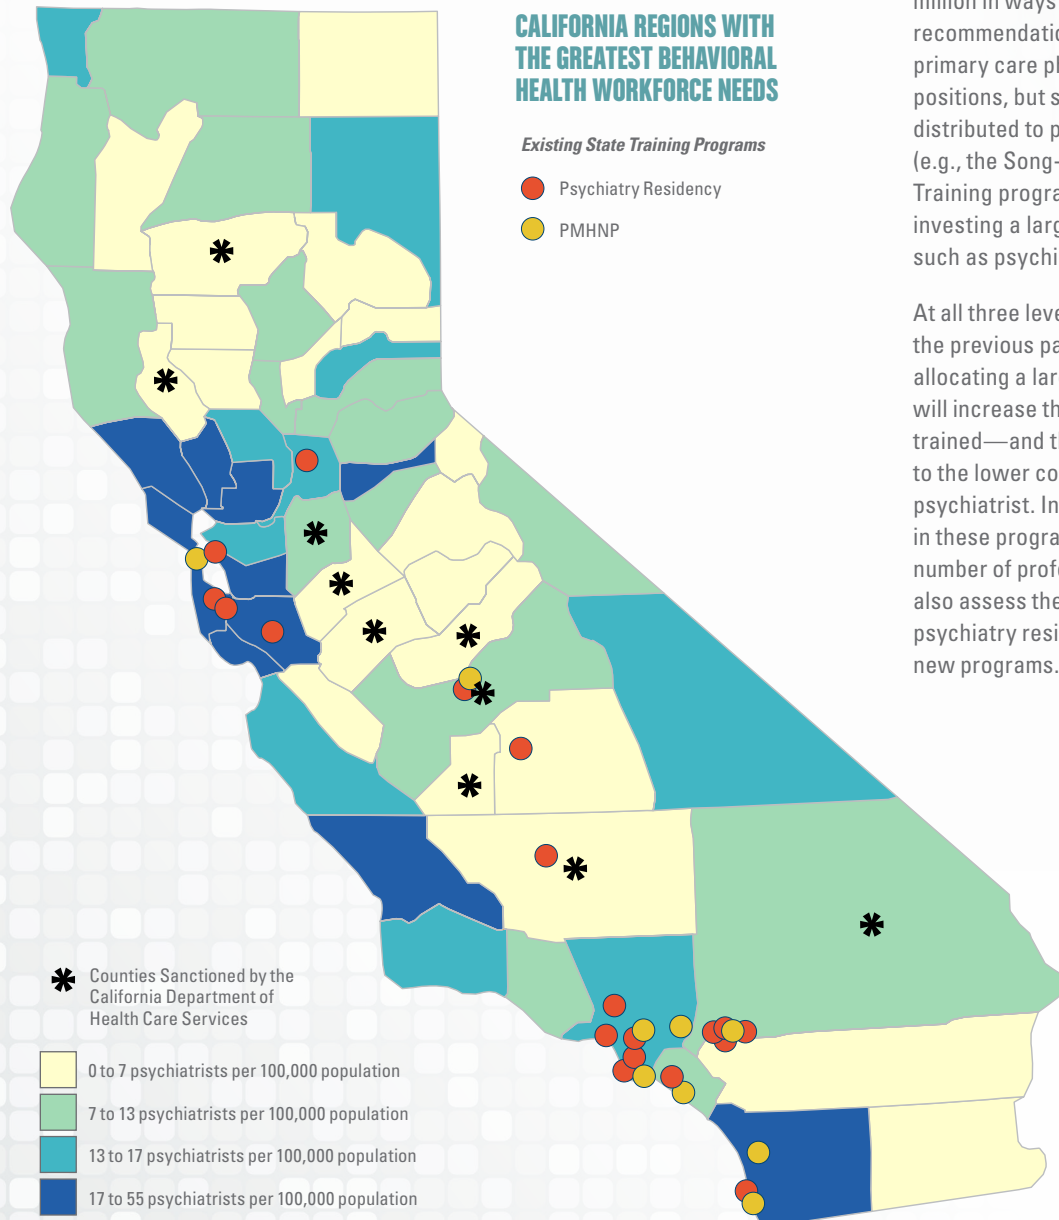 CALIFORNIA REGIONS WITH
THE GREATEST BEHAVIORAL
HEALTH WORKFORCE NEEDS
Existing State Training Programs
Psychiatry Residency
PMHNP
Counties Sanctioned by the
California Department of
Health Care Services
0 to 7 psychiatrists per 100,000 population
7 to 13 psychiatrists per 100,000 population
13 to 17 psychiatrists per 100,000 population
17 to 55 psychiatrists per 100,000 population
million in ways
recommendatio
primary care ph
positions, but s
distributed to p
(e.g., the Song-
Training progra
investing a larg
such as psychi
At all three leve
the previous pa
allocating a lar
will increase th
trained—and th
to the lower co
psychiatrist. In
in these progra
number of profe
also assess the
psychiatry resi
new programs.